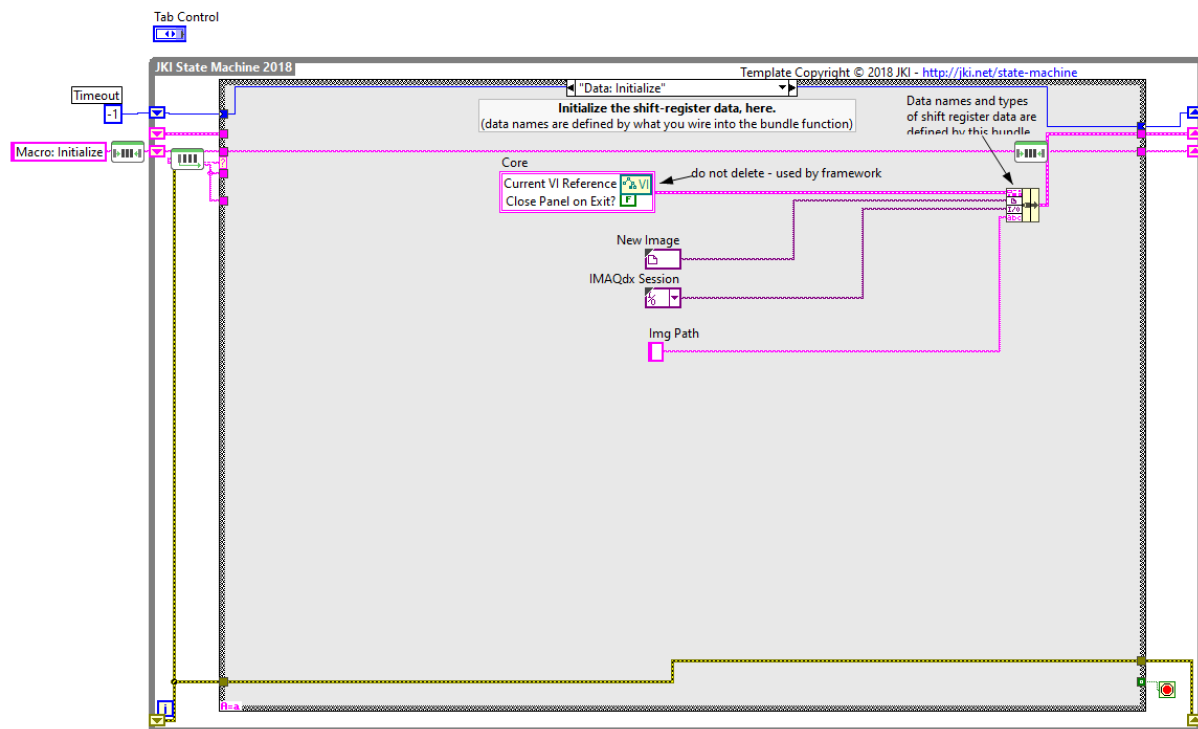 Tab Control
JKI State Machine 2018
Template Copyright © 2018 JKI - http://jki.net/state-machine
"Data: Initialize"
Timeout
-1
Initialize the shift-register data, here.
(data names are defined by what you wire into the bundle function)
Data names and types
of shift register data are
defined by this bundle
Macro: Initialize
Core
Current VI Reference
VI
Close Panel on Exit?
F
do not delete - used by framework
I/O
abc
New Image
IMAQdx Session
I/O
Img Path
?
i
A=a